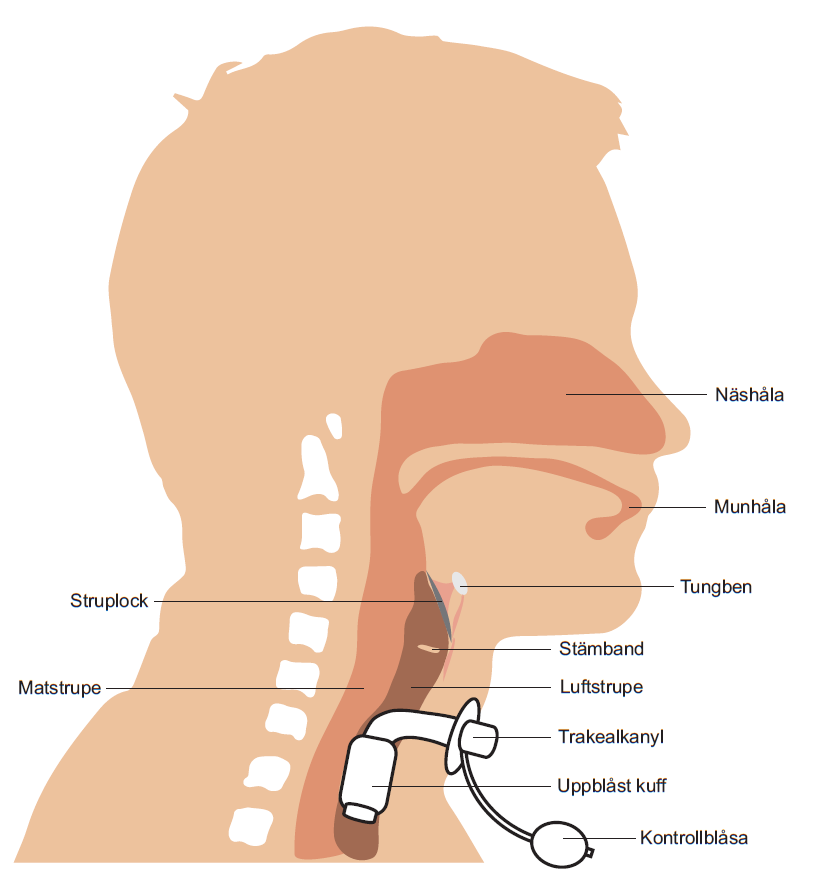 Näshåla
Munhåla
Tungben
Struplock
Stämband
Matstrupe
Luftstrupe
Trakealkanyl
Uppblåst kuff
Kontrollblåsa